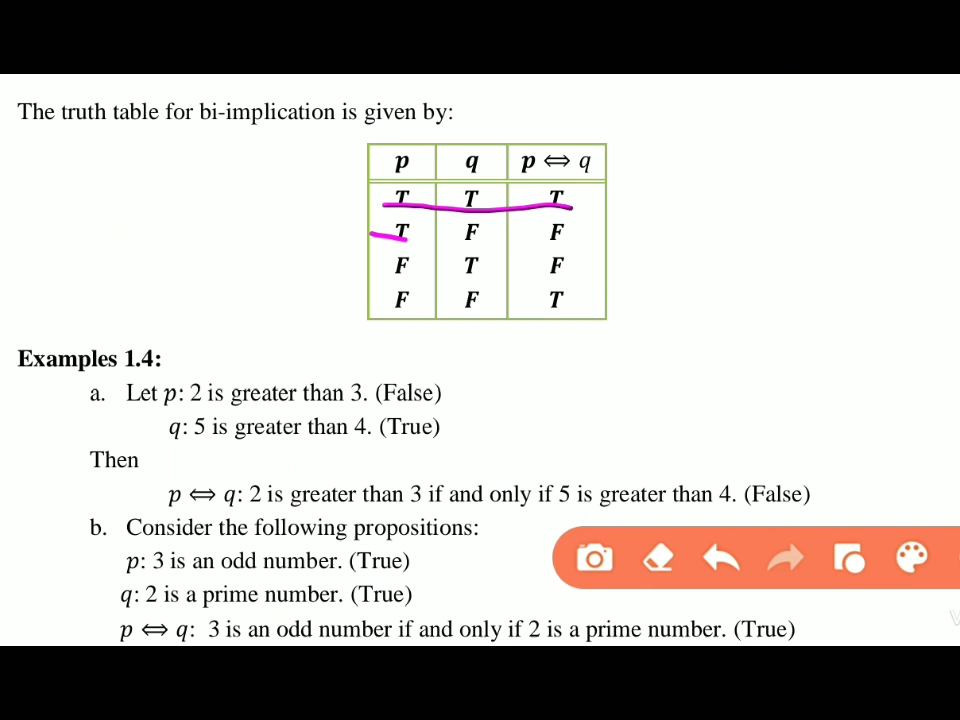 The truth table for bi-implication is given by:
p q p ⟺ q
T T T
T F F
F T F
F F T
Examples 1.4:
a. Let p: 2 is greater than 3. (False)
q: 5 is greater than 4. (True)
Then
p ⟺ q: 2 is greater than 3 if and only if 5 is greater than 4. (False)
b. Consider the following propositions:
p: 3 is an odd number. (True)
q: 2 is a prime number. (True)
p ⟺ q: 3 is an odd number if and only if 2 is a prime number. (True)